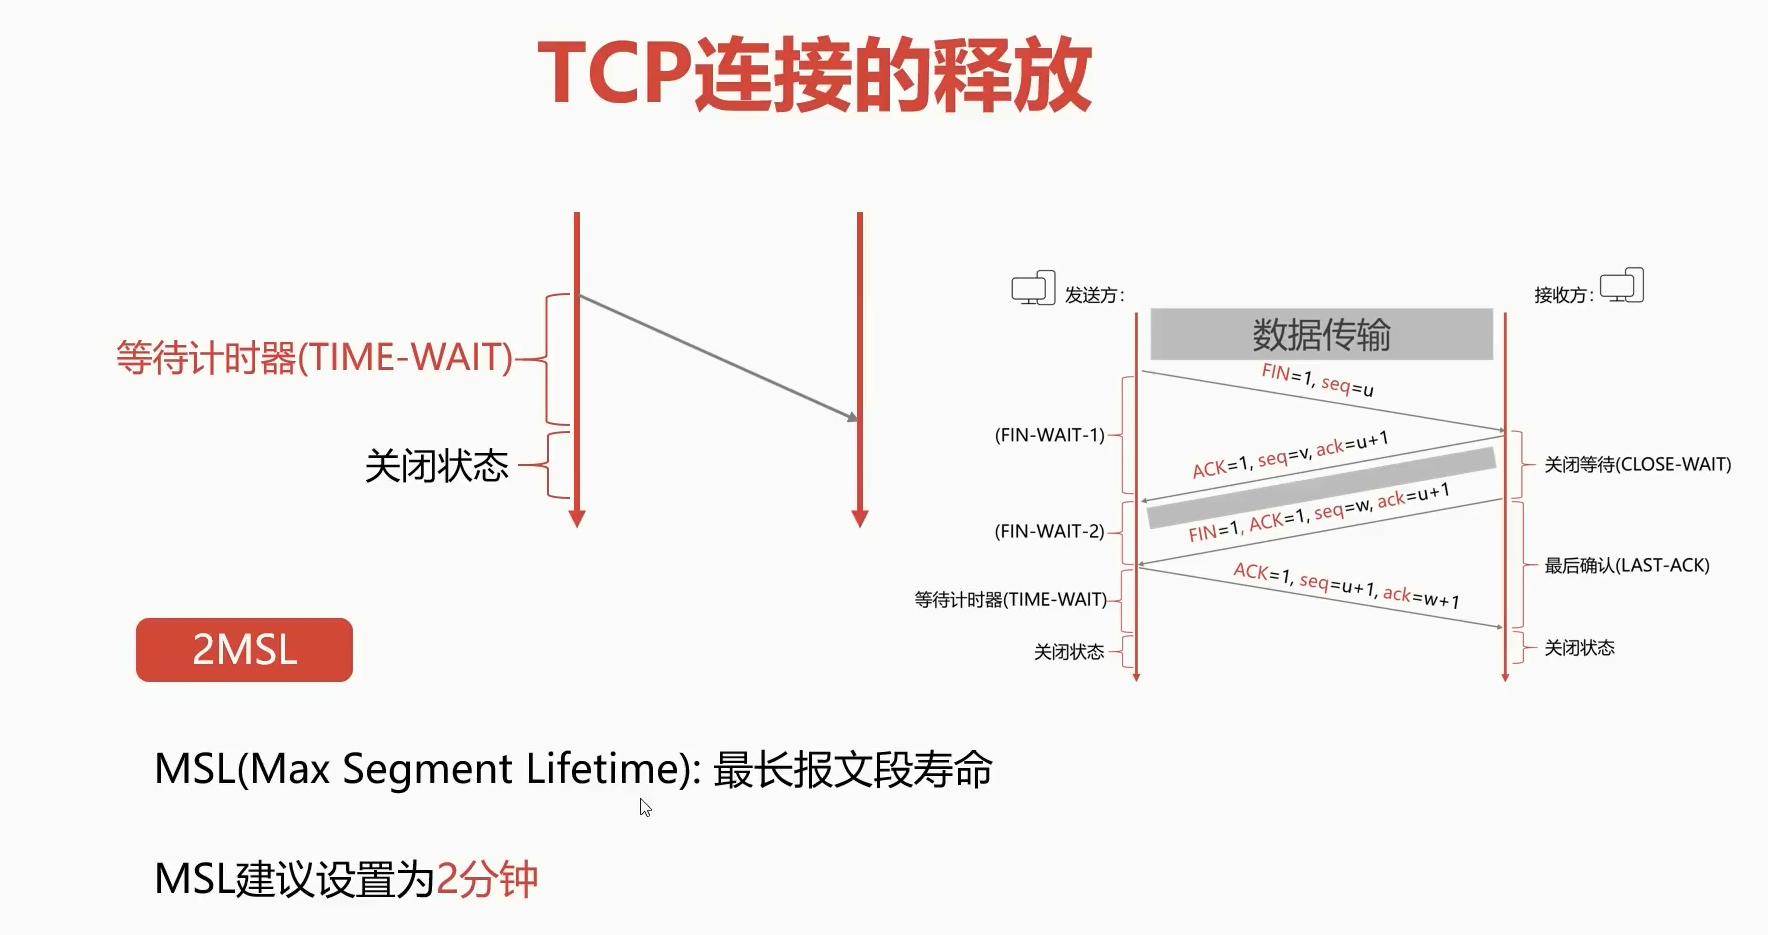 TCP连接的释放
等待计时器(TIME-WAIT)
关闭状态
2MSL
MSL(Max Segment Lifetime): 最长报文段寿命
MSL建议设置为2分钟
发送方:
接收方:
数据传输
FIN=1, seq=u
(FIN-WAIT-1)
ACK=1, seq=v, ack=u+1
关闭等待(CLOSE-WAIT)
(FIN-WAIT-2)
FIN=1, ACK=1, seq=w, ack=u+1
最后确认(LAST-ACK)
等待计时器(TIME-WAIT)
ACK=1, seq=u+1, ack=w+1
关闭状态
关闭状态